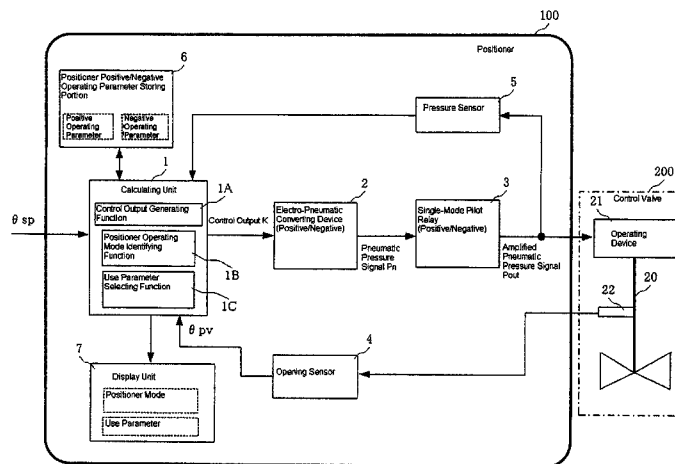 100
Positioner
6
Positioner Positive/Negative
Operating Parameter Storing
Portion
Positive
Operating
Parameter
Negative
Operating
Parameter
5
Pressure Sensor
1
Calculating Unit
1A
Control Output Generating
Function
Positioner Operating
Mode Identifying
Function
1B
Use Parameter
Selecting Function
1C
θ sp
Control Output K
2
Electro-Pneumatic
Converting Device
(Positive/Negative)
Pneumatic
Pressure
Signal Pn
3
Single-Mode Pilot
Relay
(Positive/Negative)
Amplified
Pneumatic
Pressure Signal
Pout
200
Control Valve
21
Operating
Device
22
20
θ pv
4
Opening Sensor
7
Display Unit
Positioner Mode
Use Parameter